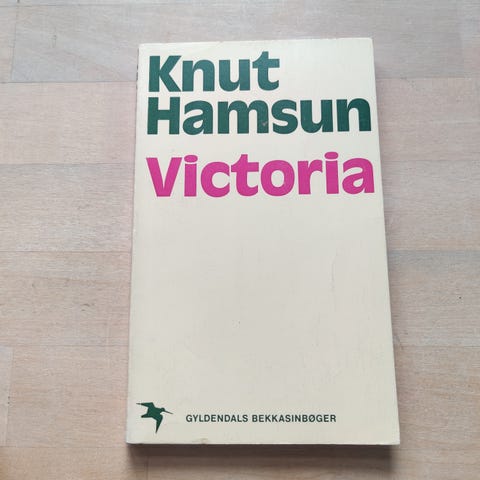 Knut
Hamsun
Victoria
GYLDENDALS BEKKASINBØGER